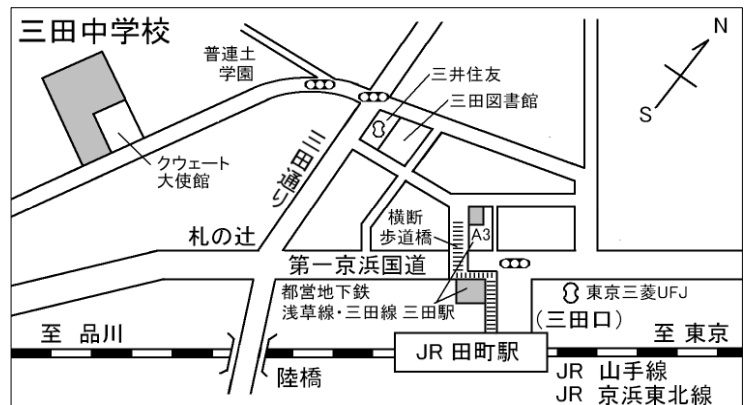 三田中学校
普連土
学園
三井住友
三田図書館
N
S
クウェート
大使館
三田通り
札の辻
横断
歩道橋
A3
第一京浜国道
都営地下鉄
浅草線・三田線 三田駅
東京三菱UFJ
(三田口)
至 品川
至 東京
JR 田町駅
陸橋
JR 山手線
JR 京浜東北線